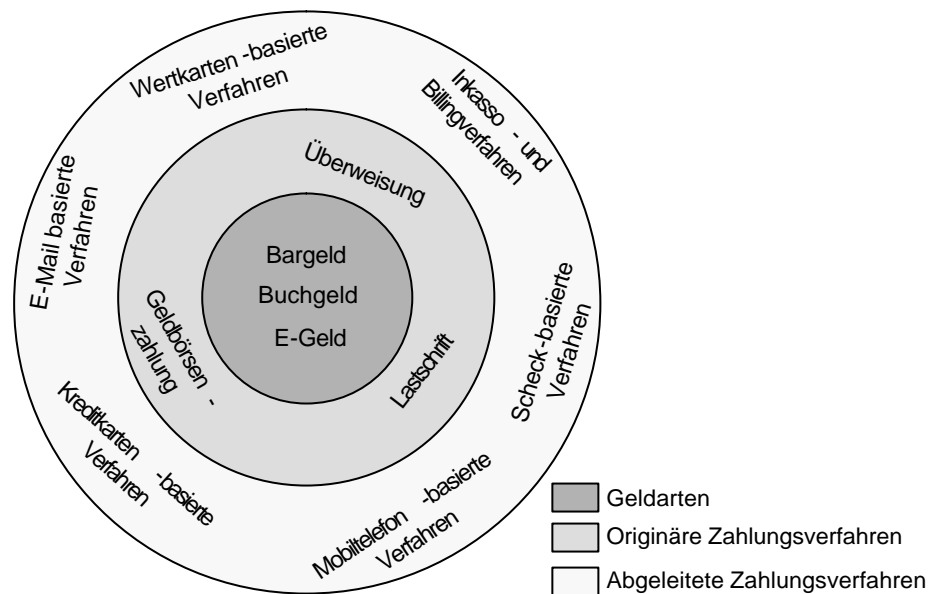 Wertkarten -basierte
Verfahren
Inkasso - und
Billingverfahren
Überweisung
E-Mail basierte
Verfahren
Bargeld
Buchgeld
E-Geld
Geldbörsen -
zahlung
Lastschrift
Scheck-basierte
Verfahren
Kreditkarten -basierte
Verfahren
Mobiltelefon -basierte
Verfahren
Geldarten
Originäre Zahlungsverfahren
Abgeleitete Zahlungsverfahren